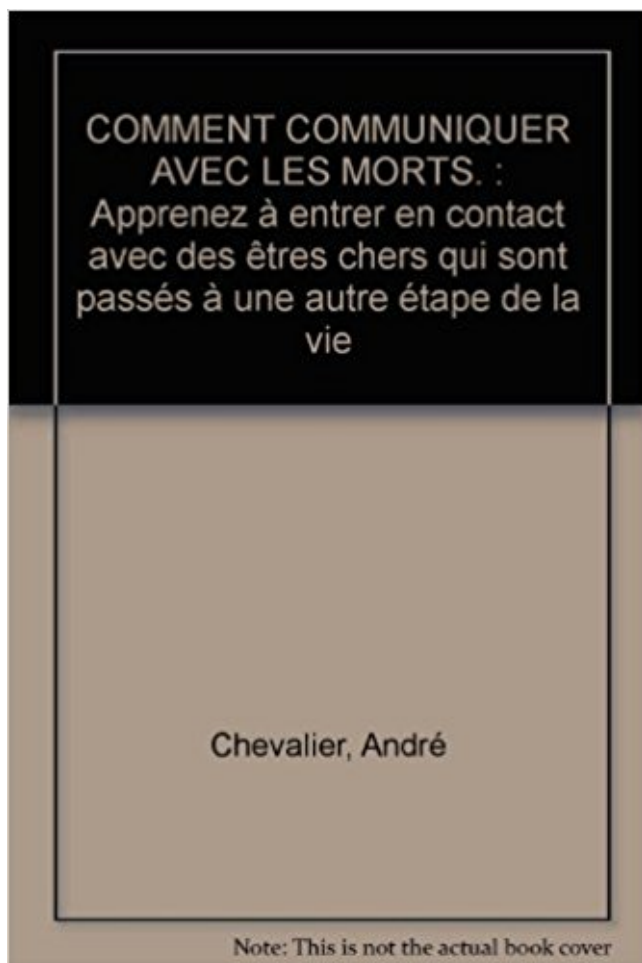 COMMENT COMMUNIQUER
AVEC LES MORTS. :
Apprenez à entrer en contact
avec des êtres chers qui sont
passés à une autre étape de la
vie
Chevalier, André
Note: This is not the actual book cover